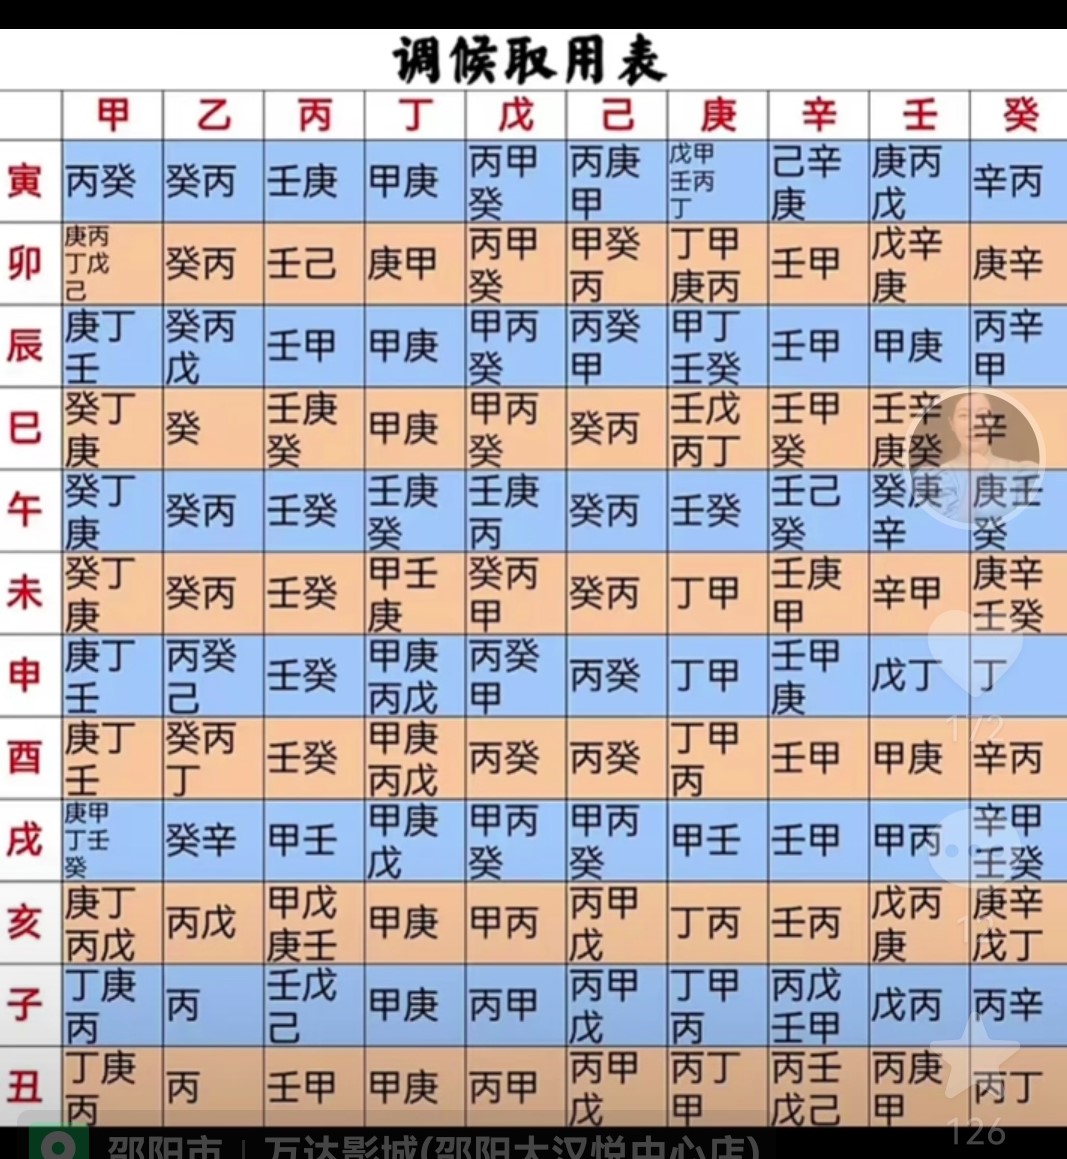 调候取用表
甲 乙 丙 丁 戊 己 庚 辛 壬 癸
寅 丙癸 癸丙 壬庚 甲庚 丙甲癸 丙庚甲 戊甲壬丙丁 己辛庚 庚丙戊 辛丙
卯 庚丙丁戊己 癸丙 壬己 庚甲 丙甲癸 甲癸丙 丁甲庚丙 壬甲 戊辛庚 庚辛
辰 庚丁壬 癸丙戊 壬甲 甲庚 甲丙癸 丙癸甲 甲丁壬癸 壬甲 甲庚 丙辛甲
巳 癸丁庚 癸 壬庚癸 甲庚 甲丙癸 癸丙 壬戊丙丁 壬甲癸 壬辛庚癸 辛
午 癸丁庚 癸丙 壬癸 壬庚癸 壬庚丙 癸丙 壬癸 壬己癸 癸庚辛 庚壬癸
未 癸丁庚 癸丙 壬癸 甲壬庚 癸丙甲 癸丙 丁甲 壬庚甲 辛甲 庚辛壬癸
申 庚丁壬 丙癸己 壬癸 甲庚丙戊 丙癸甲 丙癸 丁甲 壬甲庚 戊丁 丁
172
酉 庚丁壬 癸丙丁 壬癸 甲庚丙戊 丙癸 丙癸 丁甲丙 壬甲 甲庚 辛丙
戌 庚甲丁壬癸 癸辛 甲壬 甲庚戊 甲丙癸 甲丙癸 甲壬 壬甲 甲丙 辛甲壬癸
亥 庚丁丙戊 丙戊 甲戊庚壬 甲庚 甲丙 丙甲戊 丁丙 壬丙 戊丙庚 庚辛戊丁
子 丁庚丙 丙 壬戊己 甲庚 丙甲 丙甲戊 丁甲丙 丙戊壬甲 戊丙 丙辛
丑 丁庚丙 丙 壬甲 甲庚 丙甲 丙甲戊 丙丁甲 丙壬戊己 丙庚甲 丙丁
126
邵阳市 | 万达影城(邵阳大汉悦中心店)